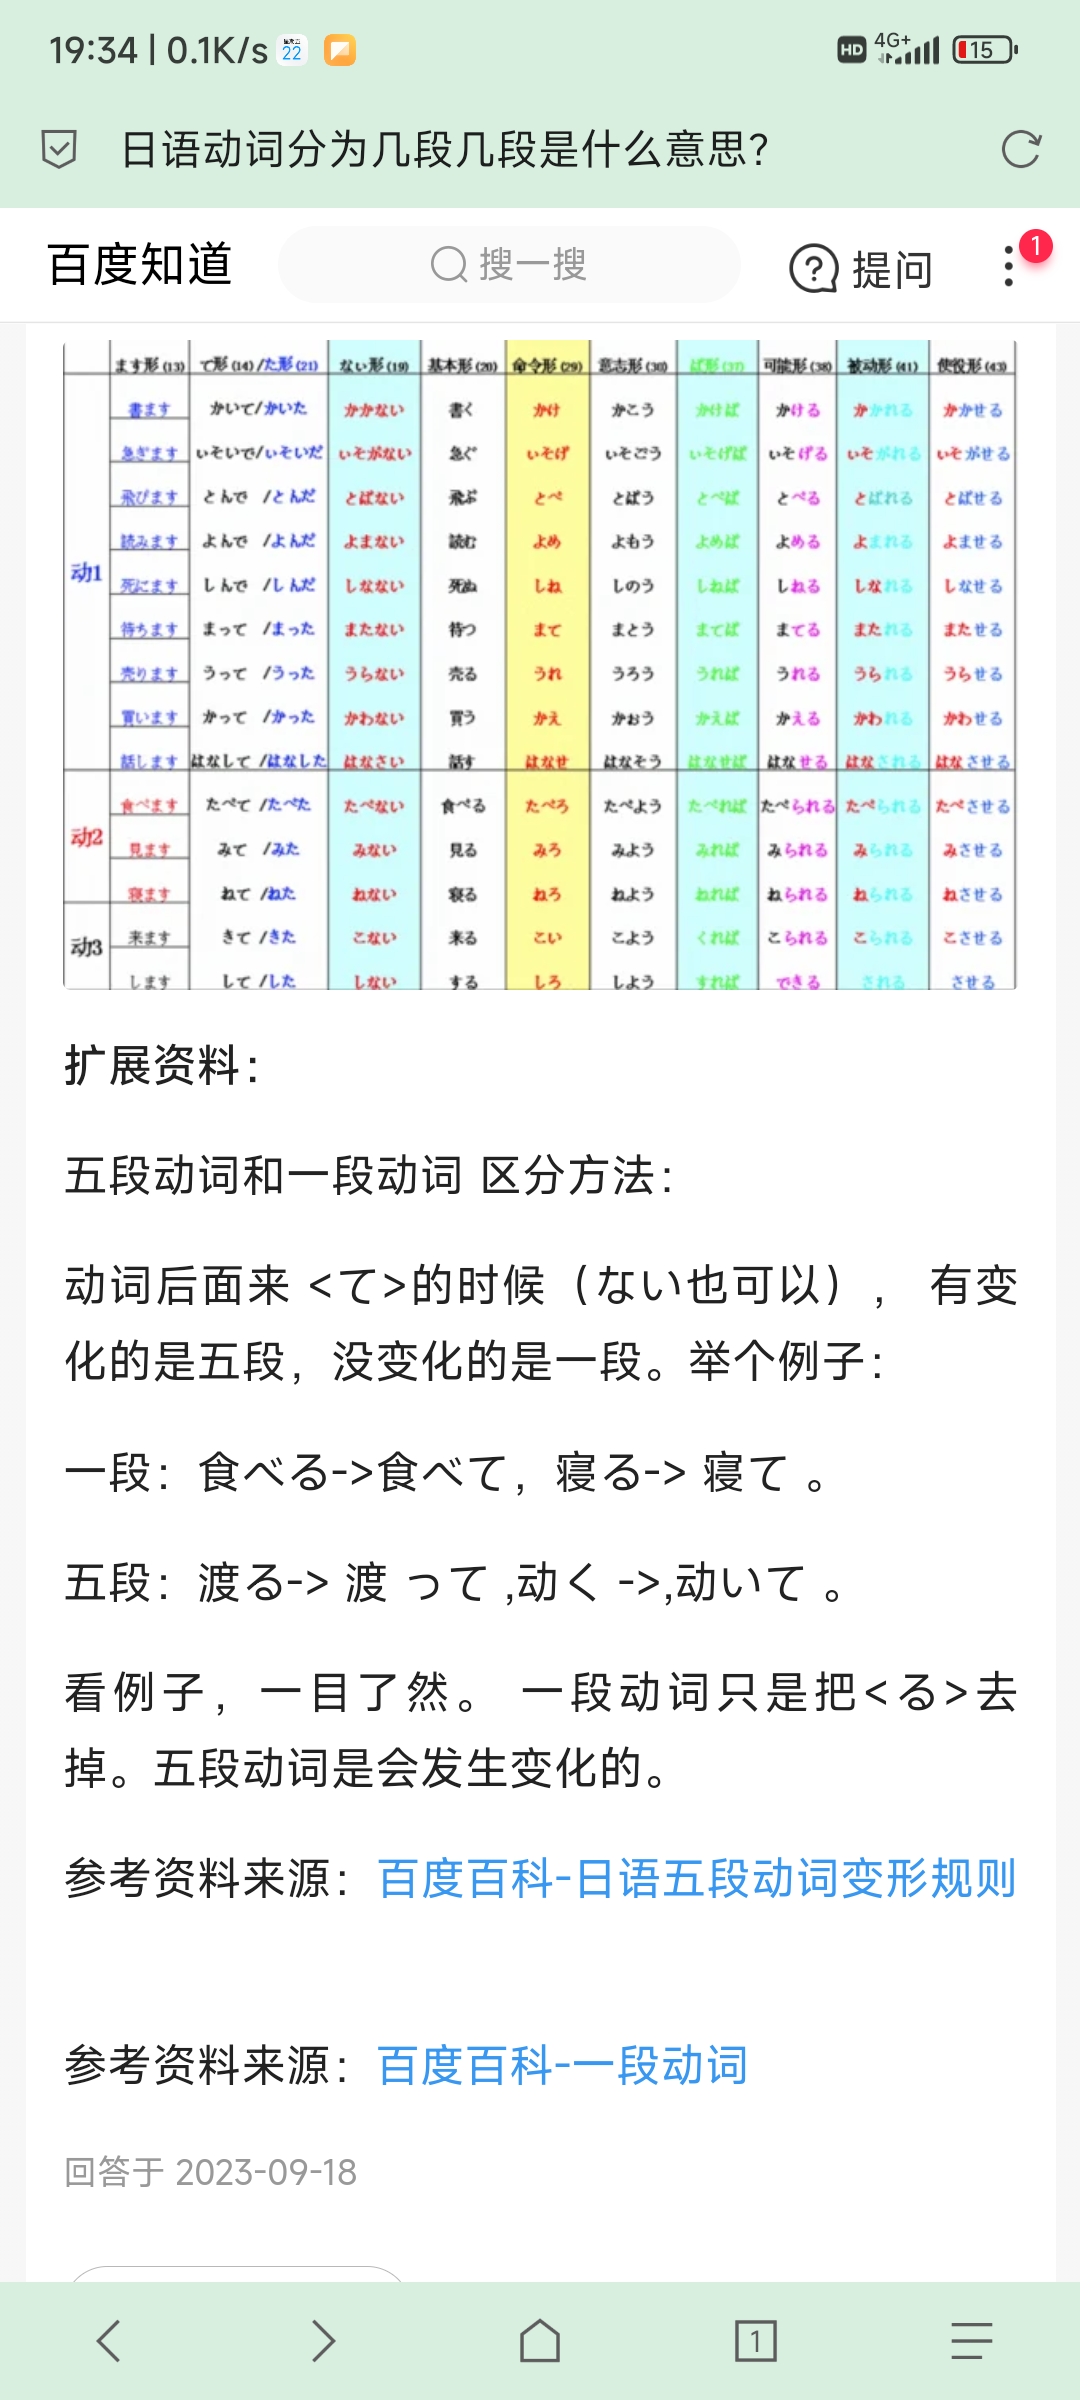 19:34 | 0.1K/s 22 HD 4G+ 15
日语动词分为几段几段是什么意思?
百度知道 搜一搜 提问 1
ます形(13) て形(14)/た形(21) ない形(19) 基本形(20) 命令形(29) 意志形(30) ば形(37) 可能形(38) 被动形(41) 使役形(43)
書ます かいて/かいた かかない 書く かけ かこう かけば かける かかれる かかせる
急ぎます いそいで/いそいだ いそがない 急ぐ いそげ いそごう いそげば いそげる いそがれる いそがせる
飛びます とんで /とんだ とばない 飛ぶ とべ とばう とべば とべる とばれる とばせる
読みます よんで /よんだ よまない 読む よめ よもう よめば よめる よまれる よませる
动1
死にます しんで /しんだ しなない 死ぬ しね しのう しねば しねる しなれる しなせる
待ちます まって /まった またない 待つ まて まとう まてば まてる またれる またせる
売ります うって /うった うらない 売る うれ うろう うれば うれる うられる うらせる
買います かって /かった かわない 買う かえ かおう かえば かえる かわれる かわせる
話します はなして /はなした はなさい 話す はなせ はなそう はなせば はなせる はなされる はなさせる
食べます たべて /たべた たべない 食べる たべろ たべよう たべれば たべられる たべられる たべさせる
动2
見ます みて /みた みない 見る みろ みよう みれば みられる みられる みさせる
寝ます ねて /ねた ねない 寝る ねろ ねよう ねれば ねられる ねられる ねさせる
动3
来ます きて /きた こない 来る こい こよう くれば こられる こられる こさせる
します して /した しない する しろ しよう すれば できる される させる
扩展资料：
五段动词和一段动词 区分方法：
动词后面来 <て>的时候（ない也可以）， 有变
化的是五段，没变化的是一段。举个例子：
一段：食べる->食べて，寝る-> 寝て 。
五段：渡る-> 渡 って ,动く ->,动いて 。
看例子，一目了然。 一段动词只是把<る>去
掉。五段动词是会发生变化的。
参考资料来源：百度百科-日语五段动词变形规则
参考资料来源：百度百科-一段动词
回答于 2023-09-18
1